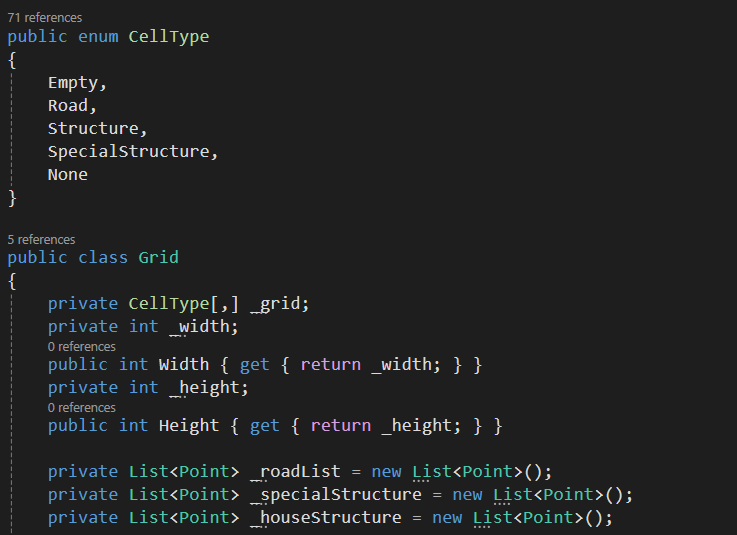 71 references
public enum CellType
{
Empty,
Road,
Structure,
SpecialStructure,
None
}
5 references
public class Grid
{
private CellType[,] _grid;
private int _width;
0 references
public int Width { get { return _width; } }
private int _height;
0 references
public int Height { get { return _height; } }
private List<Point> _roadList = new List<Point>();
private List<Point> _specialStructure = new List<Point>();
private List<Point> _houseStructure = new List<Point>();